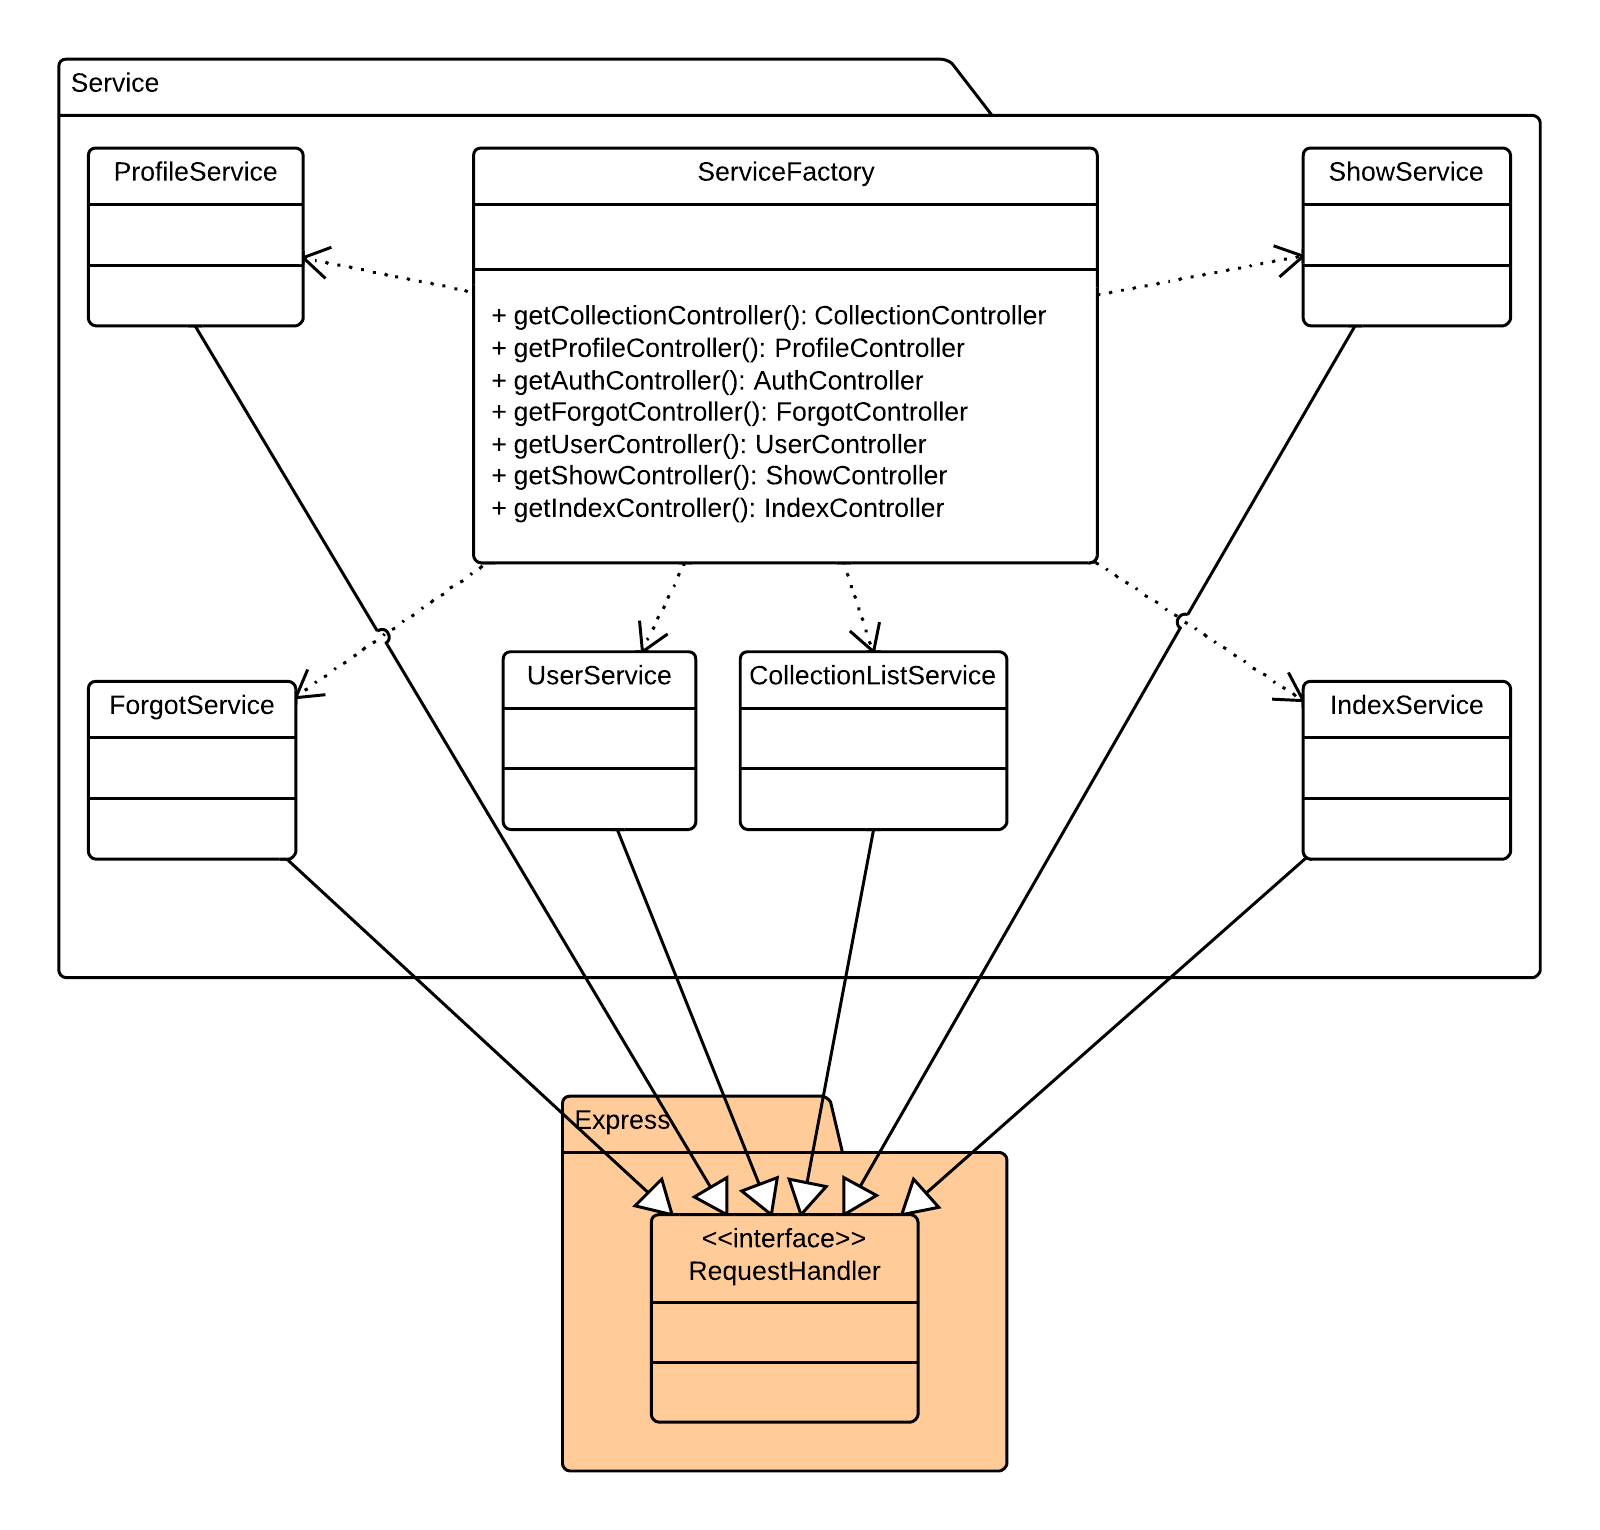 Service
ProfileService
ServiceFactory
ShowService
+ getCollectionController(): CollectionController
+ getProfileController(): ProfileController
+ getAuthController(): AuthController
+ getForgotController(): ForgotController
+ getUserController(): UserController
+ getShowController(): ShowController
+ getIndexController(): IndexController
ForgotService
UserService
CollectionListService
IndexService
Express
<<interface>>
RequestHandler